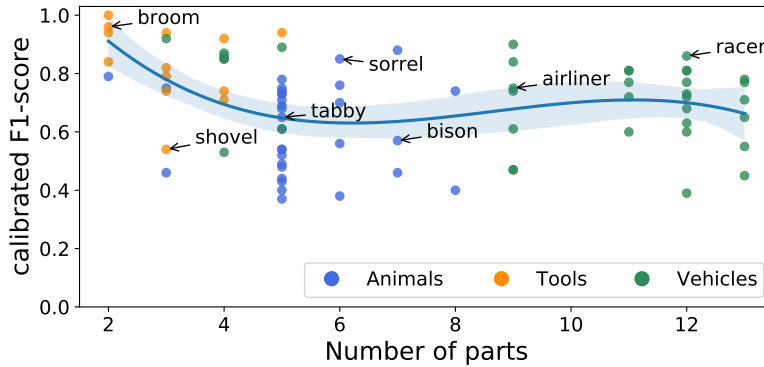 calibrated F1-score
1.0
0.8
0.6
0.4
0.2
0.0
broom
shovel
tabby
sorrel
bison
airliner
racer
Animals Tools Vehicles
2 4 6 8 10 12
Number of parts